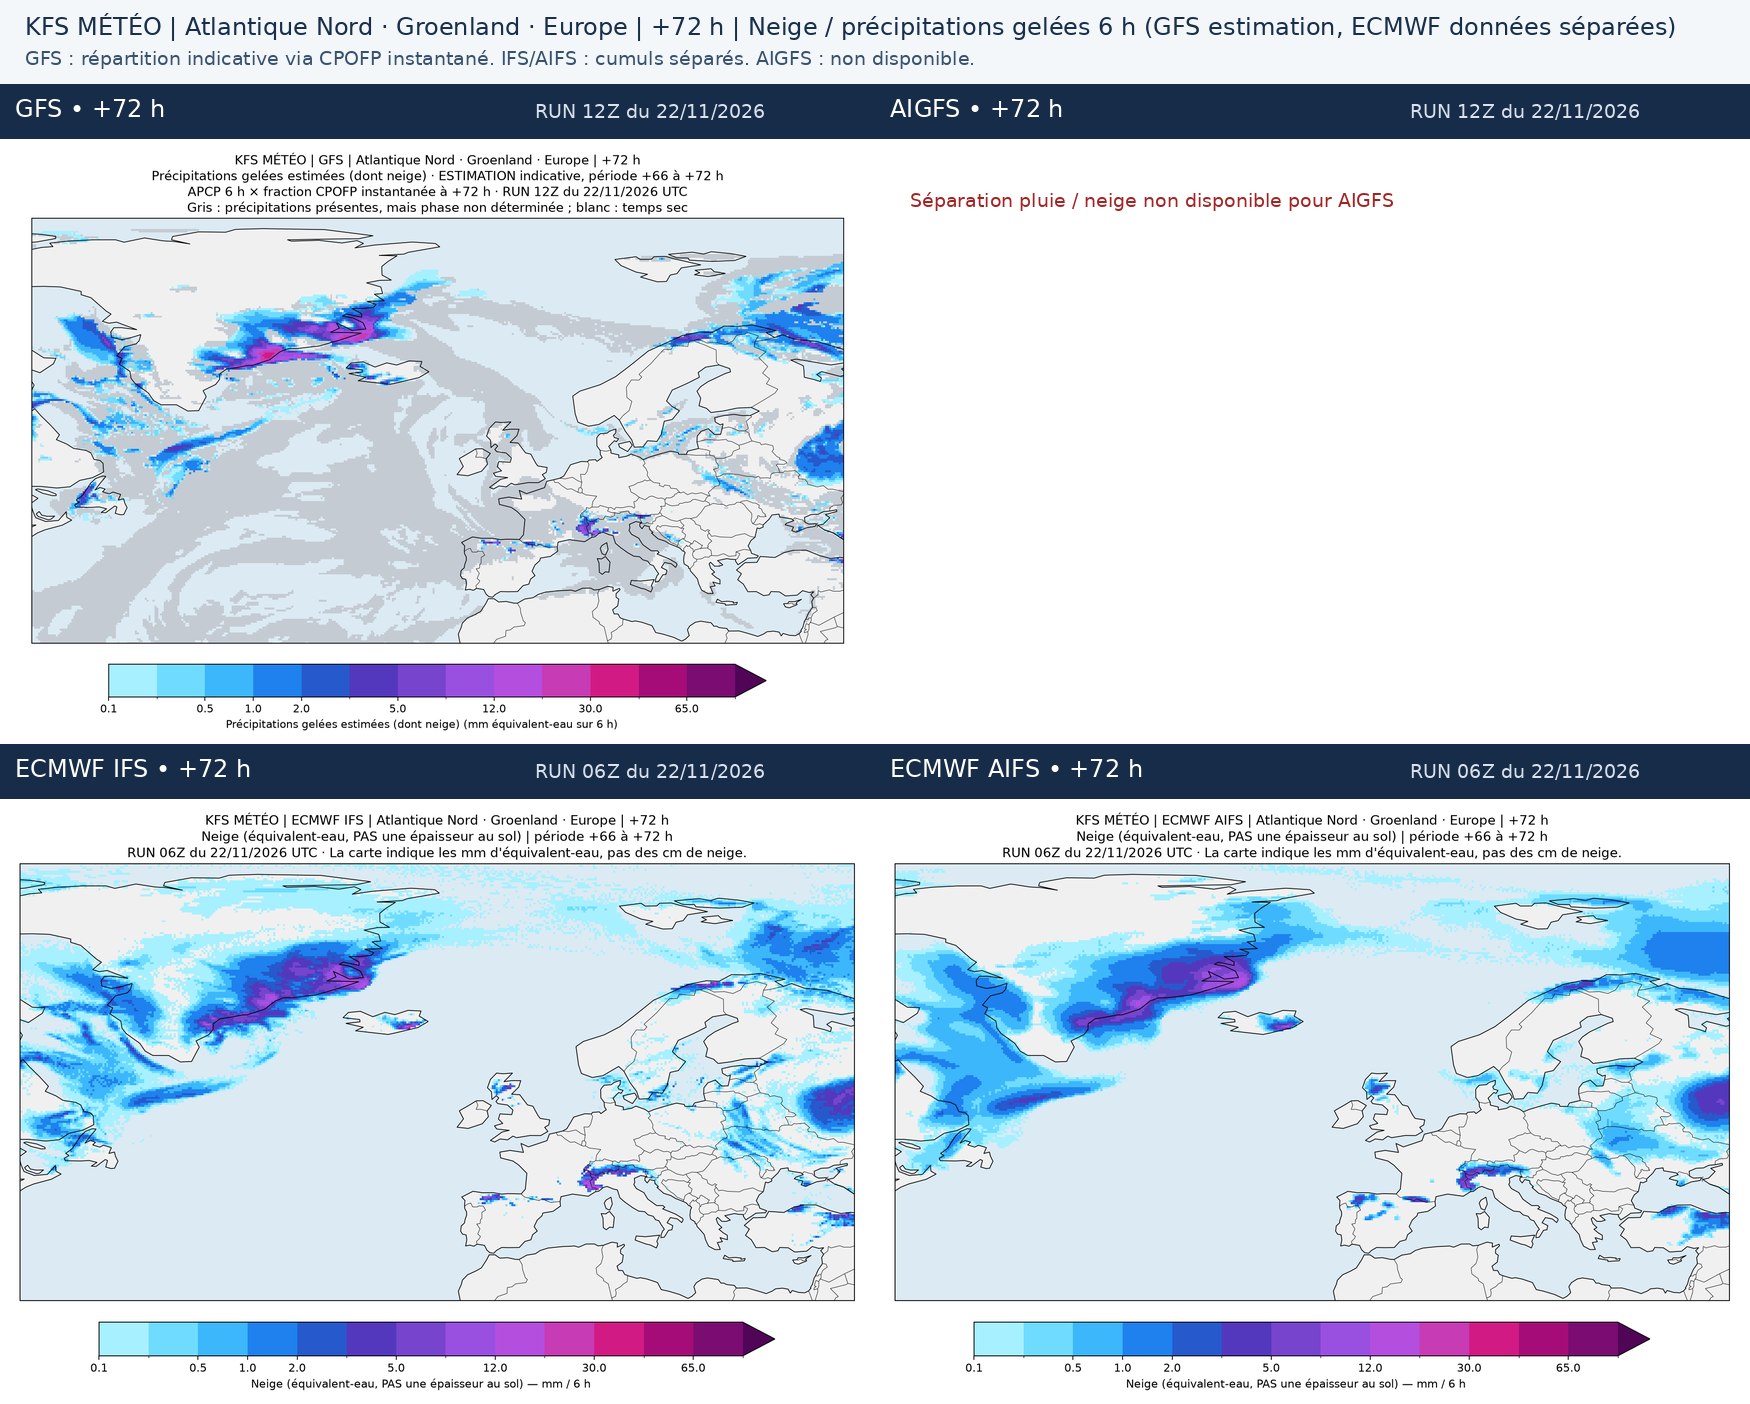 KFS MÉTÉO | Atlantique Nord · Groenland · Europe | +72 h | Neige / précipitations gelées 6 h (GFS estimation, ECMWF données séparées)
GFS : répartition indicative via CPOFP instantané. IFS/AIFS : cumuls séparés. AIGFS : non disponible.
GFS • +72 h
RUN 12Z du 22/11/2026
AIGFS • +72 h
RUN 12Z du 22/11/2026
KFS MÉTÉO | GFS | Atlantique Nord · Groenland · Europe | +72 h
Précipitations gelées estimées (dont neige) · ESTIMATION indicative, période +66 à +72 h
APCP 6 h × fraction CPOFP instantanée à +72 h · RUN 12Z du 22/11/2026 UTC
Gris : précipitations présentes, mais phase non déterminée ; blanc : temps sec
Séparation pluie / neige non disponible pour AIGFS
0.1 0.5 1.0 2.0 5.0 12.0 30.0 65.0
Précipitations gelées estimées (dont neige) (mm équivalent-eau sur 6 h)
ECMWF IFS • +72 h
RUN 06Z du 22/11/2026
ECMWF AIFS • +72 h
RUN 06Z du 22/11/2026
KFS MÉTÉO | ECMWF IFS | Atlantique Nord · Groenland · Europe | +72 h
Neige (équivalent-eau, PAS une épaisseur au sol) | période +66 à +72 h
RUN 06Z du 22/11/2026 UTC · La carte indique les mm d'équivalent-eau, pas des cm de neige.
KFS MÉTÉO | ECMWF AIFS | Atlantique Nord · Groenland · Europe | +72 h
Neige (équivalent-eau, PAS une épaisseur au sol) | période +66 à +72 h
RUN 06Z du 22/11/2026 UTC · La carte indique les mm d'équivalent-eau, pas des cm de neige.
0.1 0.5 1.0 2.0 5.0 12.0 30.0 65.0
Neige (équivalent-eau, PAS une épaisseur au sol) — mm / 6 h
0.1 0.5 1.0 2.0 5.0 12.0 30.0 65.0
Neige (équivalent-eau, PAS une épaisseur au sol) — mm / 6 h